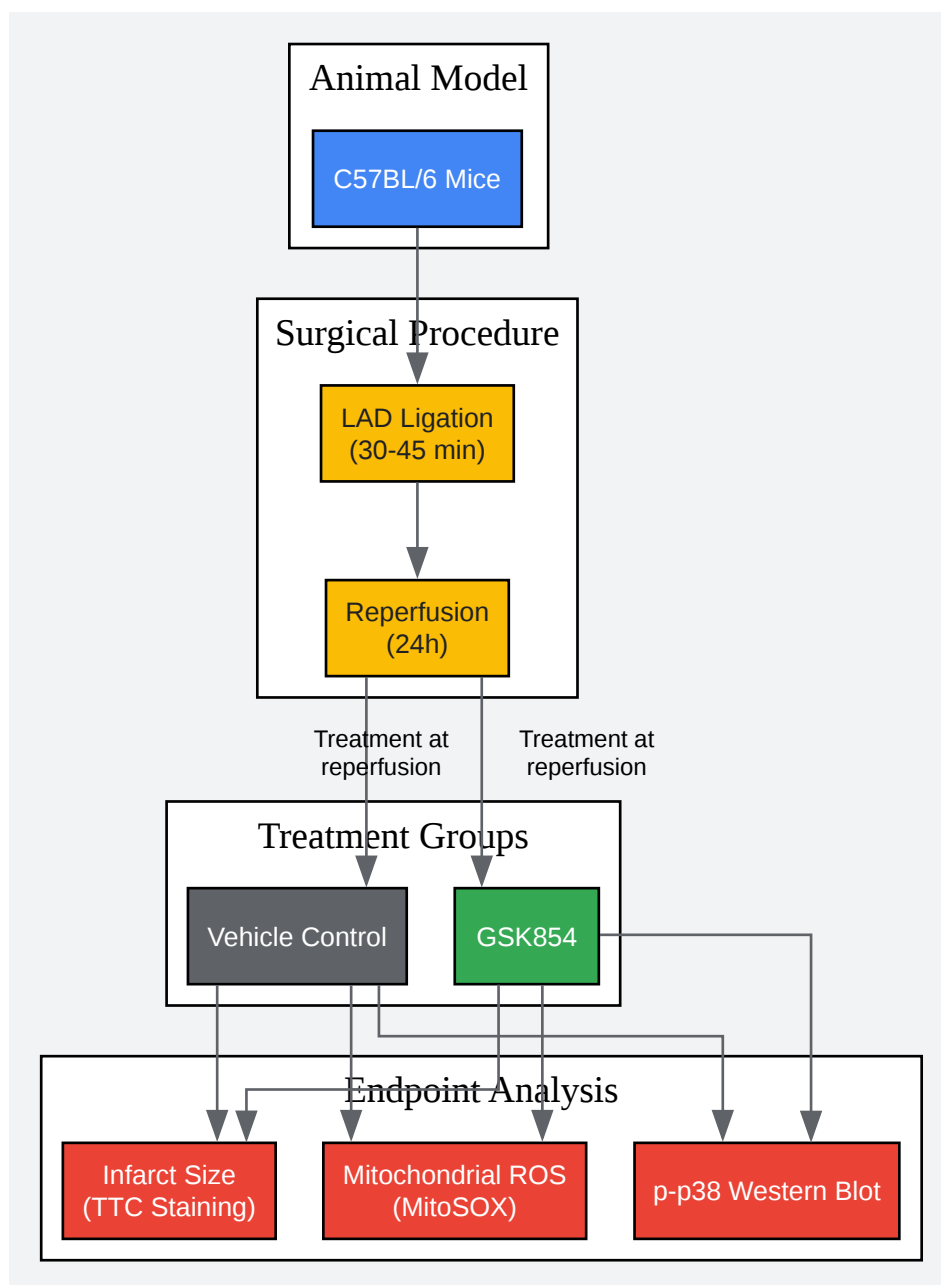 Animal Model
C57BL/6 Mice
Surgical Procedure
LAD Ligation
(30-45 min)
Reperfusion
(24h)
Treatment at
reperfusion
Treatment at
reperfusion
Treatment Groups
Vehicle Control
GSK854
Endpoint Analysis
Infarct Size
(TTC Staining)
Mitochondrial ROS
(MitoSOX)
p-p38 Western Blot